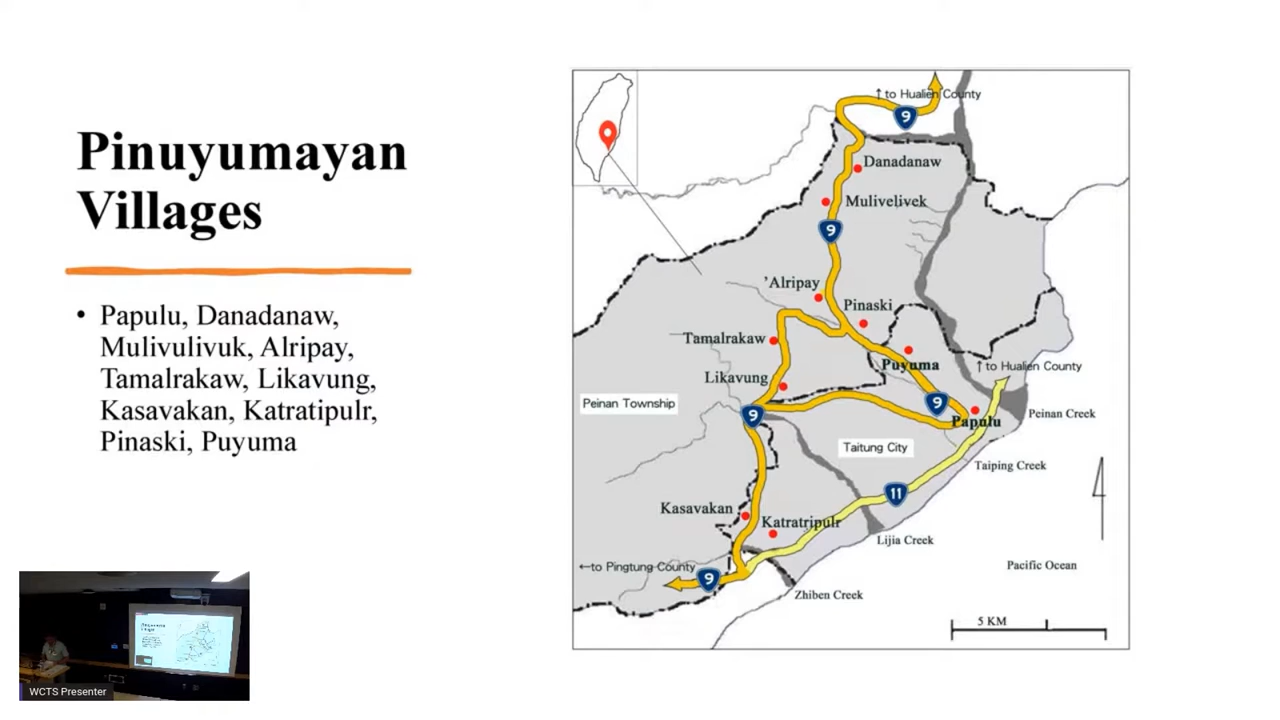 Pinuyumayan
Villages
• Papulu, Danadanaw,
Mulivulivuk, Alripay,
Tamalrakaw, Likavung,
Kasavakan, Katratipulr,
Pinaski, Puyuma
↑to Hualien County
9
Danadanaw
Mulivelivek
9
'Alripay
Pinaski
Tamalrakaw
Puyuma
↑to Hualien County
Likavung
Peinan Township
9
9
Peinan Creek
Papulu
Taitung City
Taiping Creek
11
Kasavakan
Katratripulr
Lijia Creek
←to Pingtung County
9
Pacific Ocean
Zhiben Creek
5 KM
WCTS Presenter